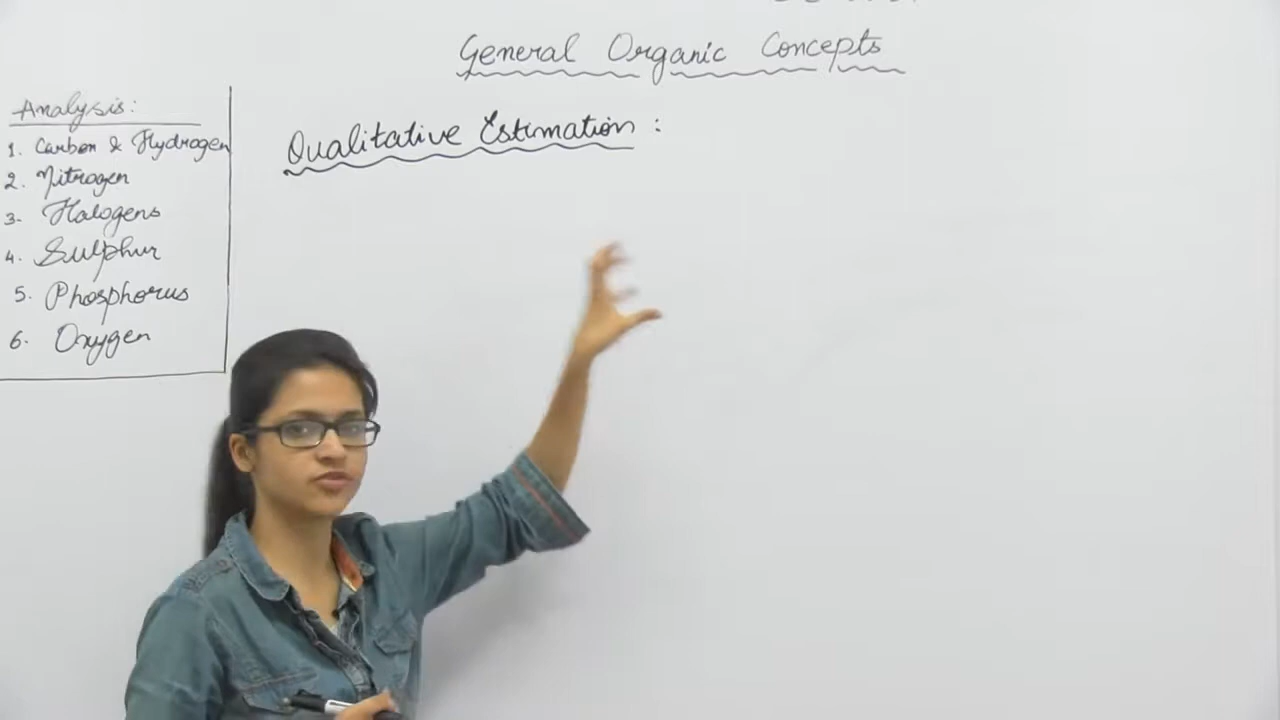 General Organic Concepts
Analysis:
1. Carbon & Hydrogen
2. Nitrogen
3. Halogens
4. Sulphur
5. Phosphorus
6. Oxygen
Qualitative Estimation :